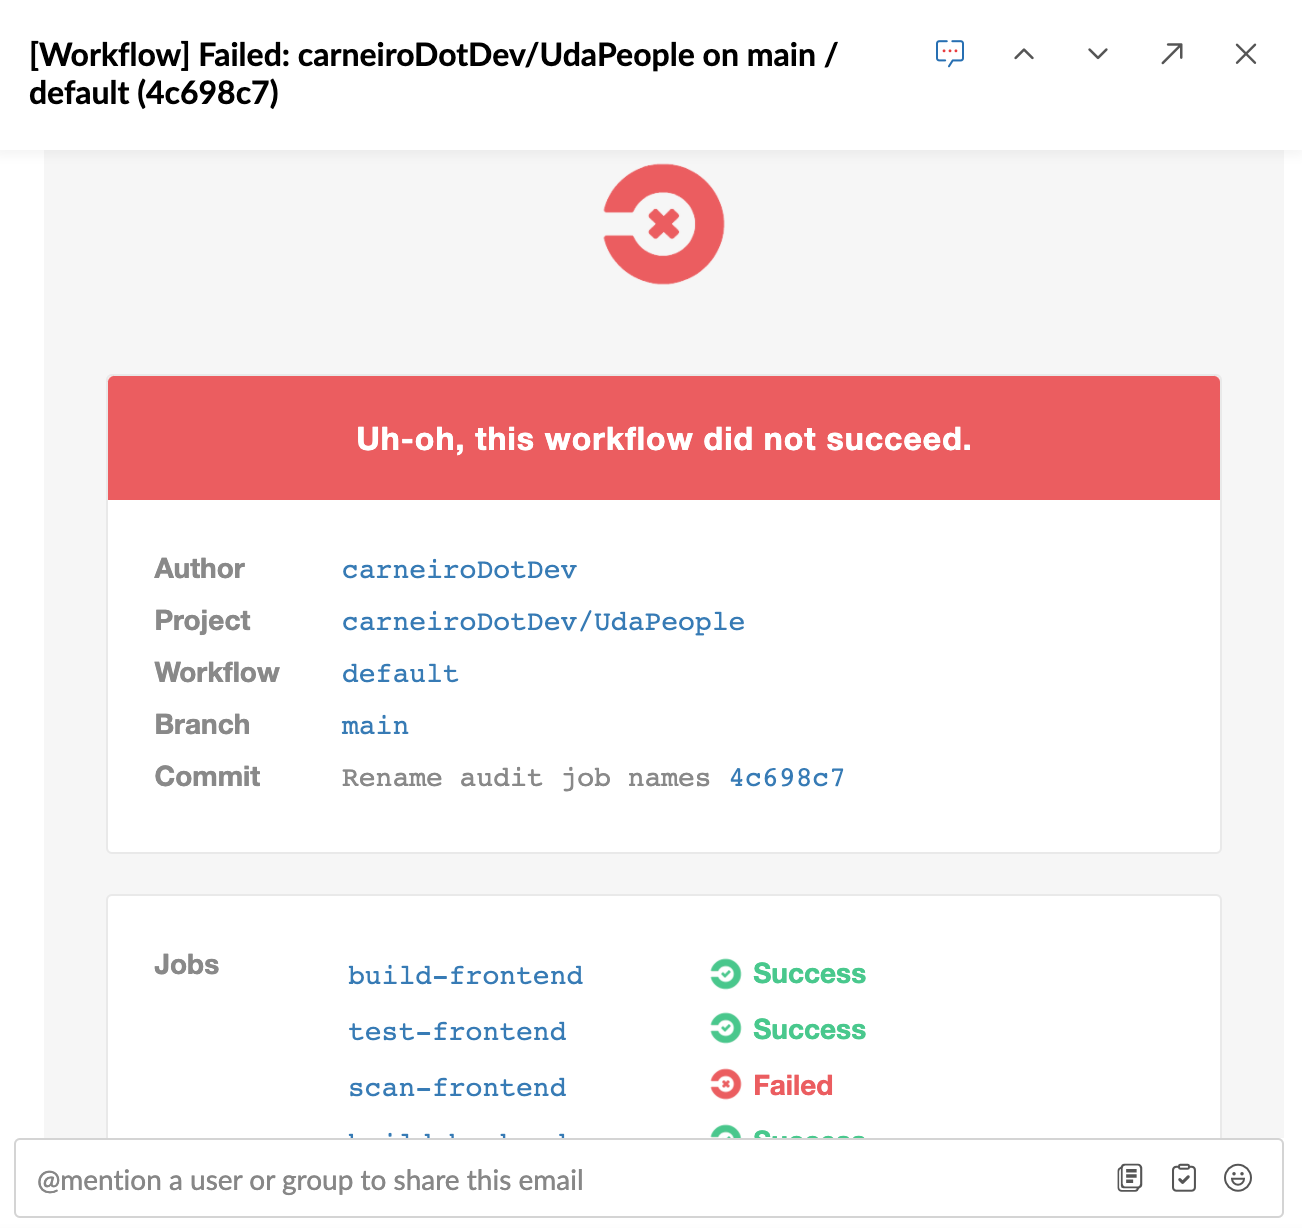 [Workflow] Failed: carneiroDotDev/UdaPeople on main /
default (4c698c7)
Uh-oh, this workflow did not succeed.
Author carneiroDotDev
Project carneiroDotDev/UdaPeople
Workflow default
Branch main
Commit Rename audit job names 4c698c7
Jobs build-frontend Success
test-frontend Success
scan-frontend Failed
@mention a user or group to share this email